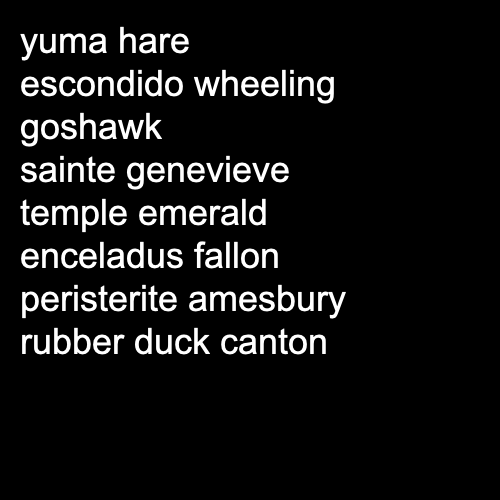 yuma hare
escondido wheeling
goshawk
sainte genevieve
temple emerald
enceladus fallon
peristerite amesbury
rubber duck canton